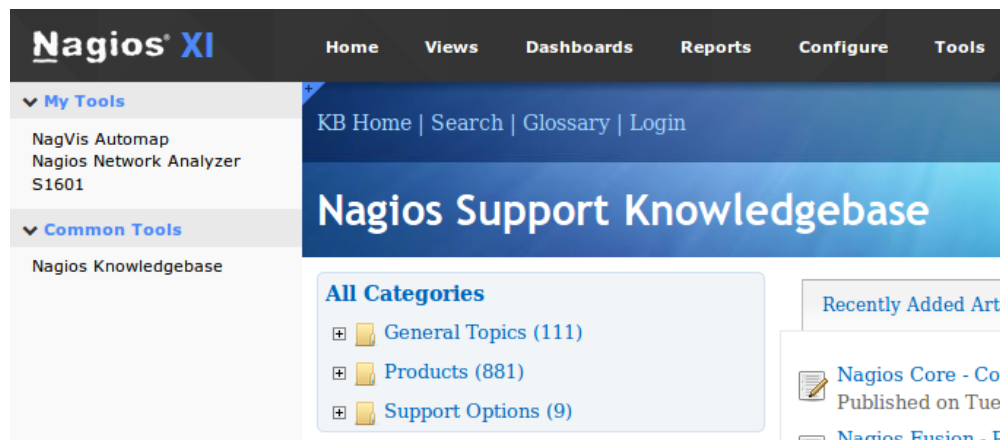 Nagios® XI
Home Views Dashboards Reports Configure Tools
My Tools
NagVis Automap
Nagios Network Analyzer
S1601
Common Tools
Nagios Knowledgebase
KB Home | Search | Glossary | Login
Nagios Support Knowledgebase
All Categories
General Topics (111)
Products (881)
Support Options (9)
Recently Added Art
Nagios Core - Co
Published on Tue
Nagios Fusion -